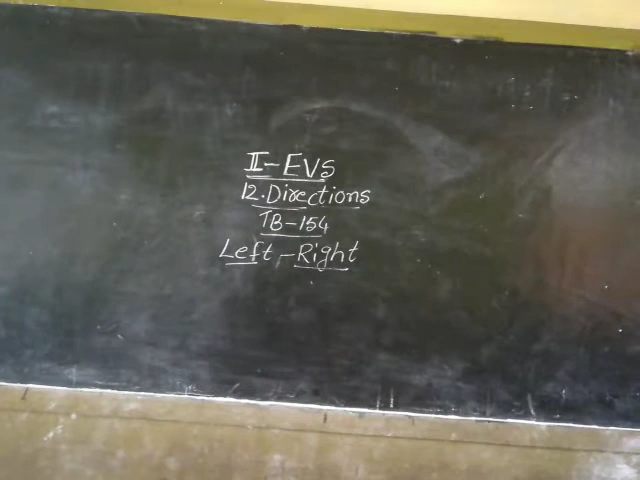 II-EVS
12. Directions
TB-154
Left - Right